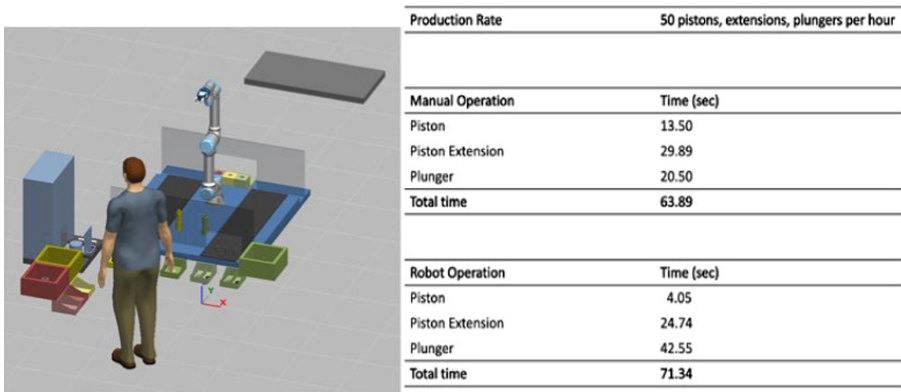 Production Rate 50 pistons, extensions, plungers per hour
Manual Operation Time (sec)
Piston 13.50
Piston Extension 29.89
Plunger 20.50
Total time 63.89
Robot Operation Time (sec)
Piston 4.05
Piston Extension 24.74
Plunger 42.55
Total time 71.34
Y
X